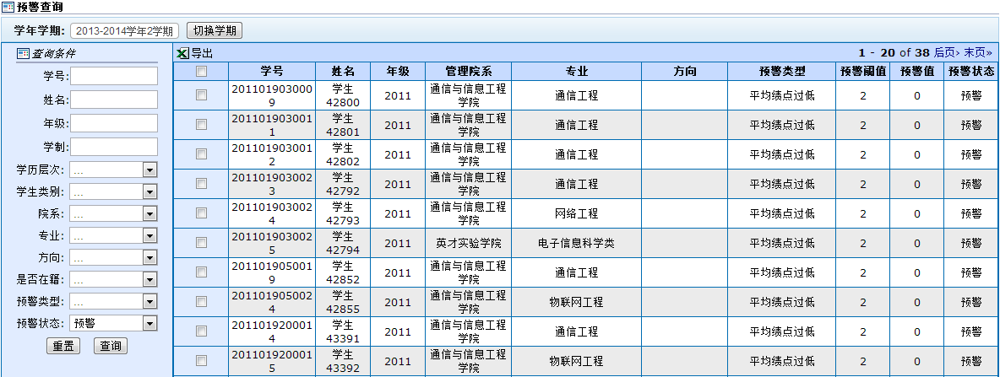 预警查询
学年学期: 2013-2014学年2学期 切换学期
查询条件
学号:
姓名:
年级:
学制:
学历层次: ...
学生类别: ...
院系: ...
专业: ...
方向: ...
是否在籍: ...
预警类型: ...
预警状态: 预警
重置 查询
导出 1 - 20 of 38 后页› 末页»
学号 姓名 年级 管理院系 专业 方向 预警类型 预警阈值 预警值 预警状态
2011019030009 学生42800 2011 通信与信息工程学院 通信工程 平均绩点过低 2 0 预警
2011019030011 学生42801 2011 通信与信息工程学院 通信工程 平均绩点过低 2 0 预警
2011019030012 学生42802 2011 通信与信息工程学院 通信工程 平均绩点过低 2 0 预警
2011019030023 学生42792 2011 通信与信息工程学院 通信工程 平均绩点过低 2 0 预警
2011019030024 学生42793 2011 通信与信息工程学院 网络工程 平均绩点过低 2 0 预警
2011019030025 学生42794 2011 英才实验学院 电子信息科学类 平均绩点过低 2 0 预警
2011019050019 学生42852 2011 通信与信息工程学院 通信工程 平均绩点过低 2 0 预警
2011019050024 学生42855 2011 通信与信息工程学院 物联网工程 平均绩点过低 2 0 预警
2011019200014 学生43391 2011 通信与信息工程学院 通信工程 平均绩点过低 2 0 预警
2011019200015 学生43392 2011 通信与信息工程学院 物联网工程 平均绩点过低 2 0 预警